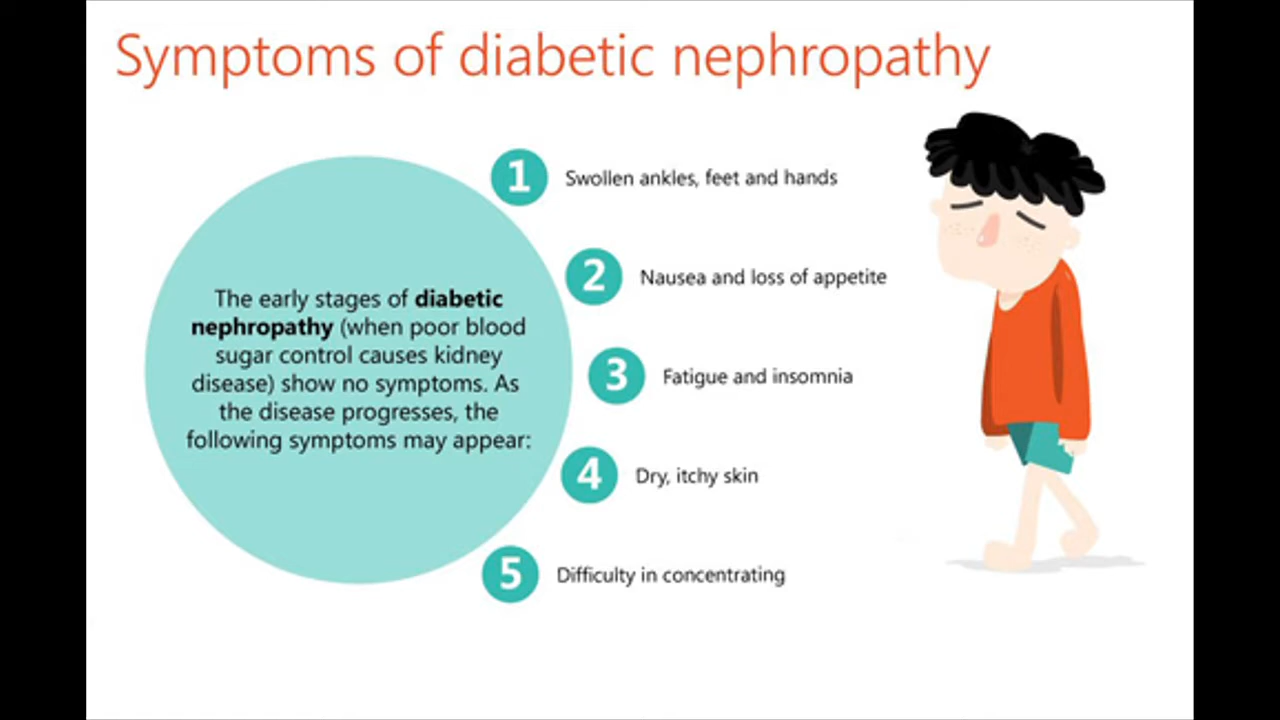 Symptoms of diabetic nephropathy
The early stages of diabetic
nephropathy (when poor blood
sugar control causes kidney
disease) show no symptoms. As
the disease progresses, the
following symptoms may appear:
1 Swollen ankles, feet and hands
2 Nausea and loss of appetite
3 Fatigue and insomnia
4 Dry, itchy skin
5 Difficulty in concentrating